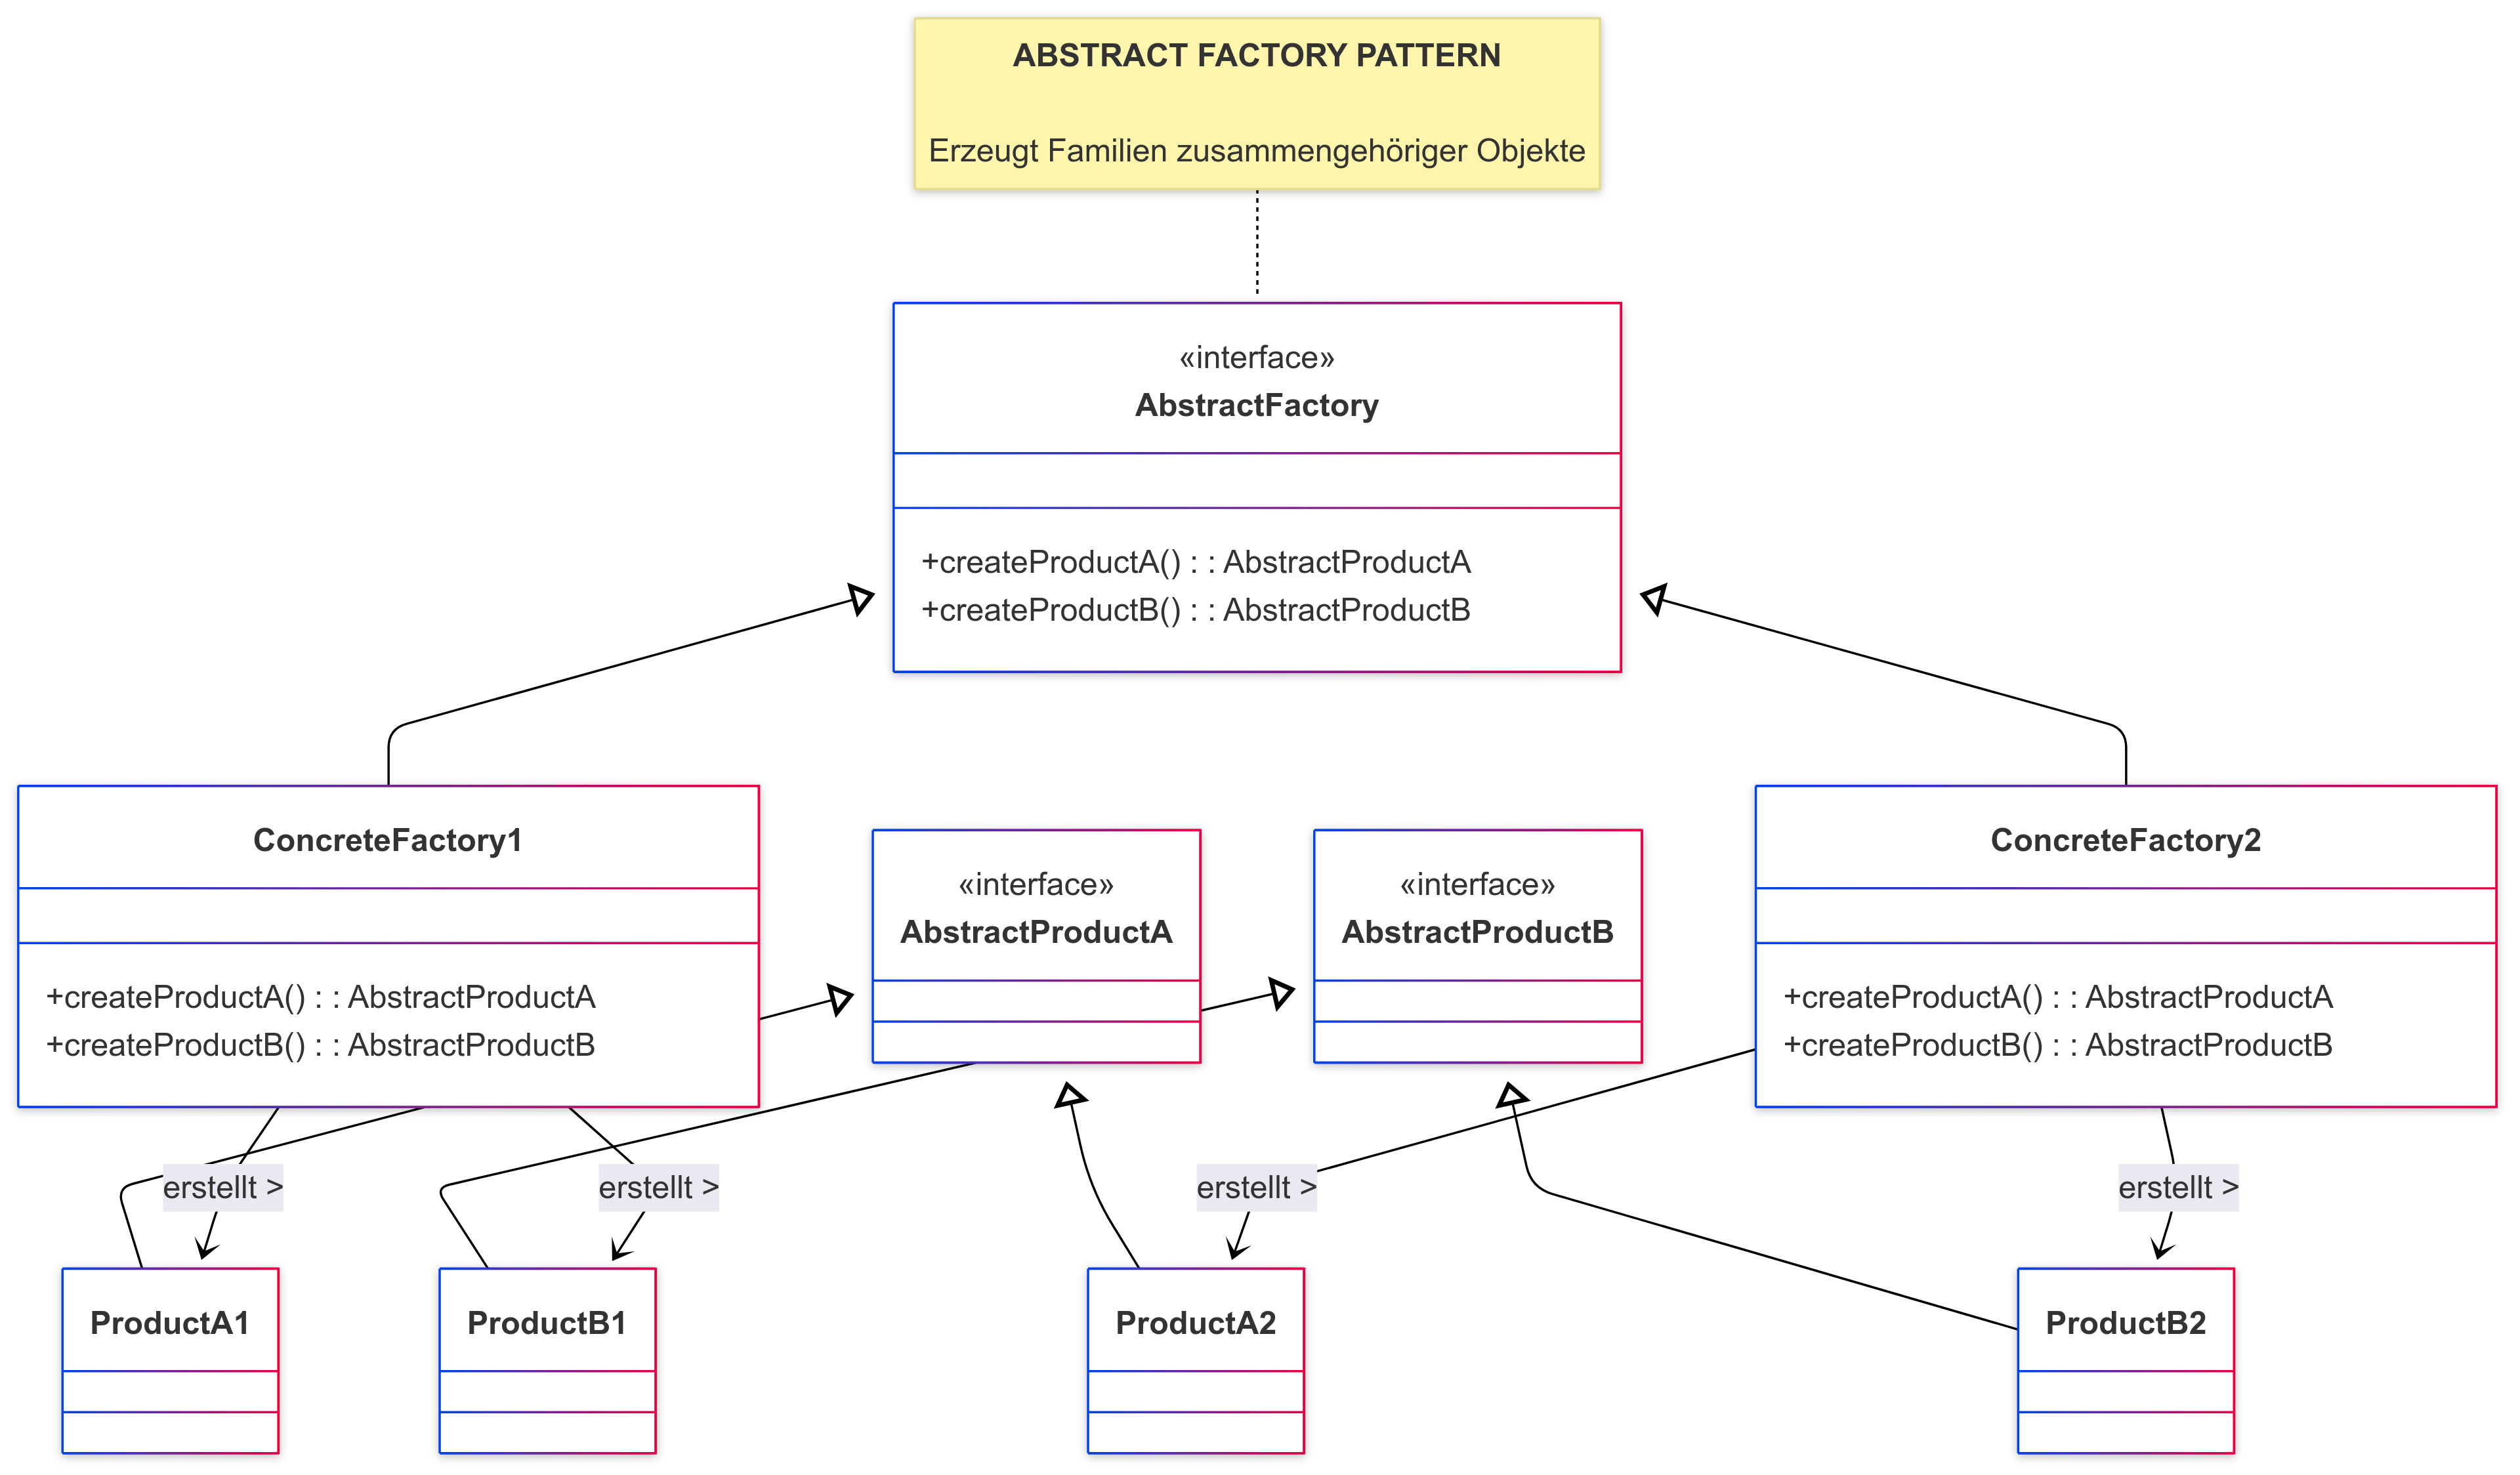 ABSTRACT FACTORY PATTERN
Erzeugt Familien zusammengehöriger Objekte
«interface»
AbstractFactory
+createProductA() : : AbstractProductA
+createProductB() : : AbstractProductB
ConcreteFactory1
+createProductA() : : AbstractProductA
+createProductB() : : AbstractProductB
«interface»
AbstractProductA
«interface»
AbstractProductB
ConcreteFactory2
+createProductA() : : AbstractProductA
+createProductB() : : AbstractProductB
erstellt >
erstellt >
erstellt >
erstellt >
ProductA1
ProductB1
ProductA2
ProductB2